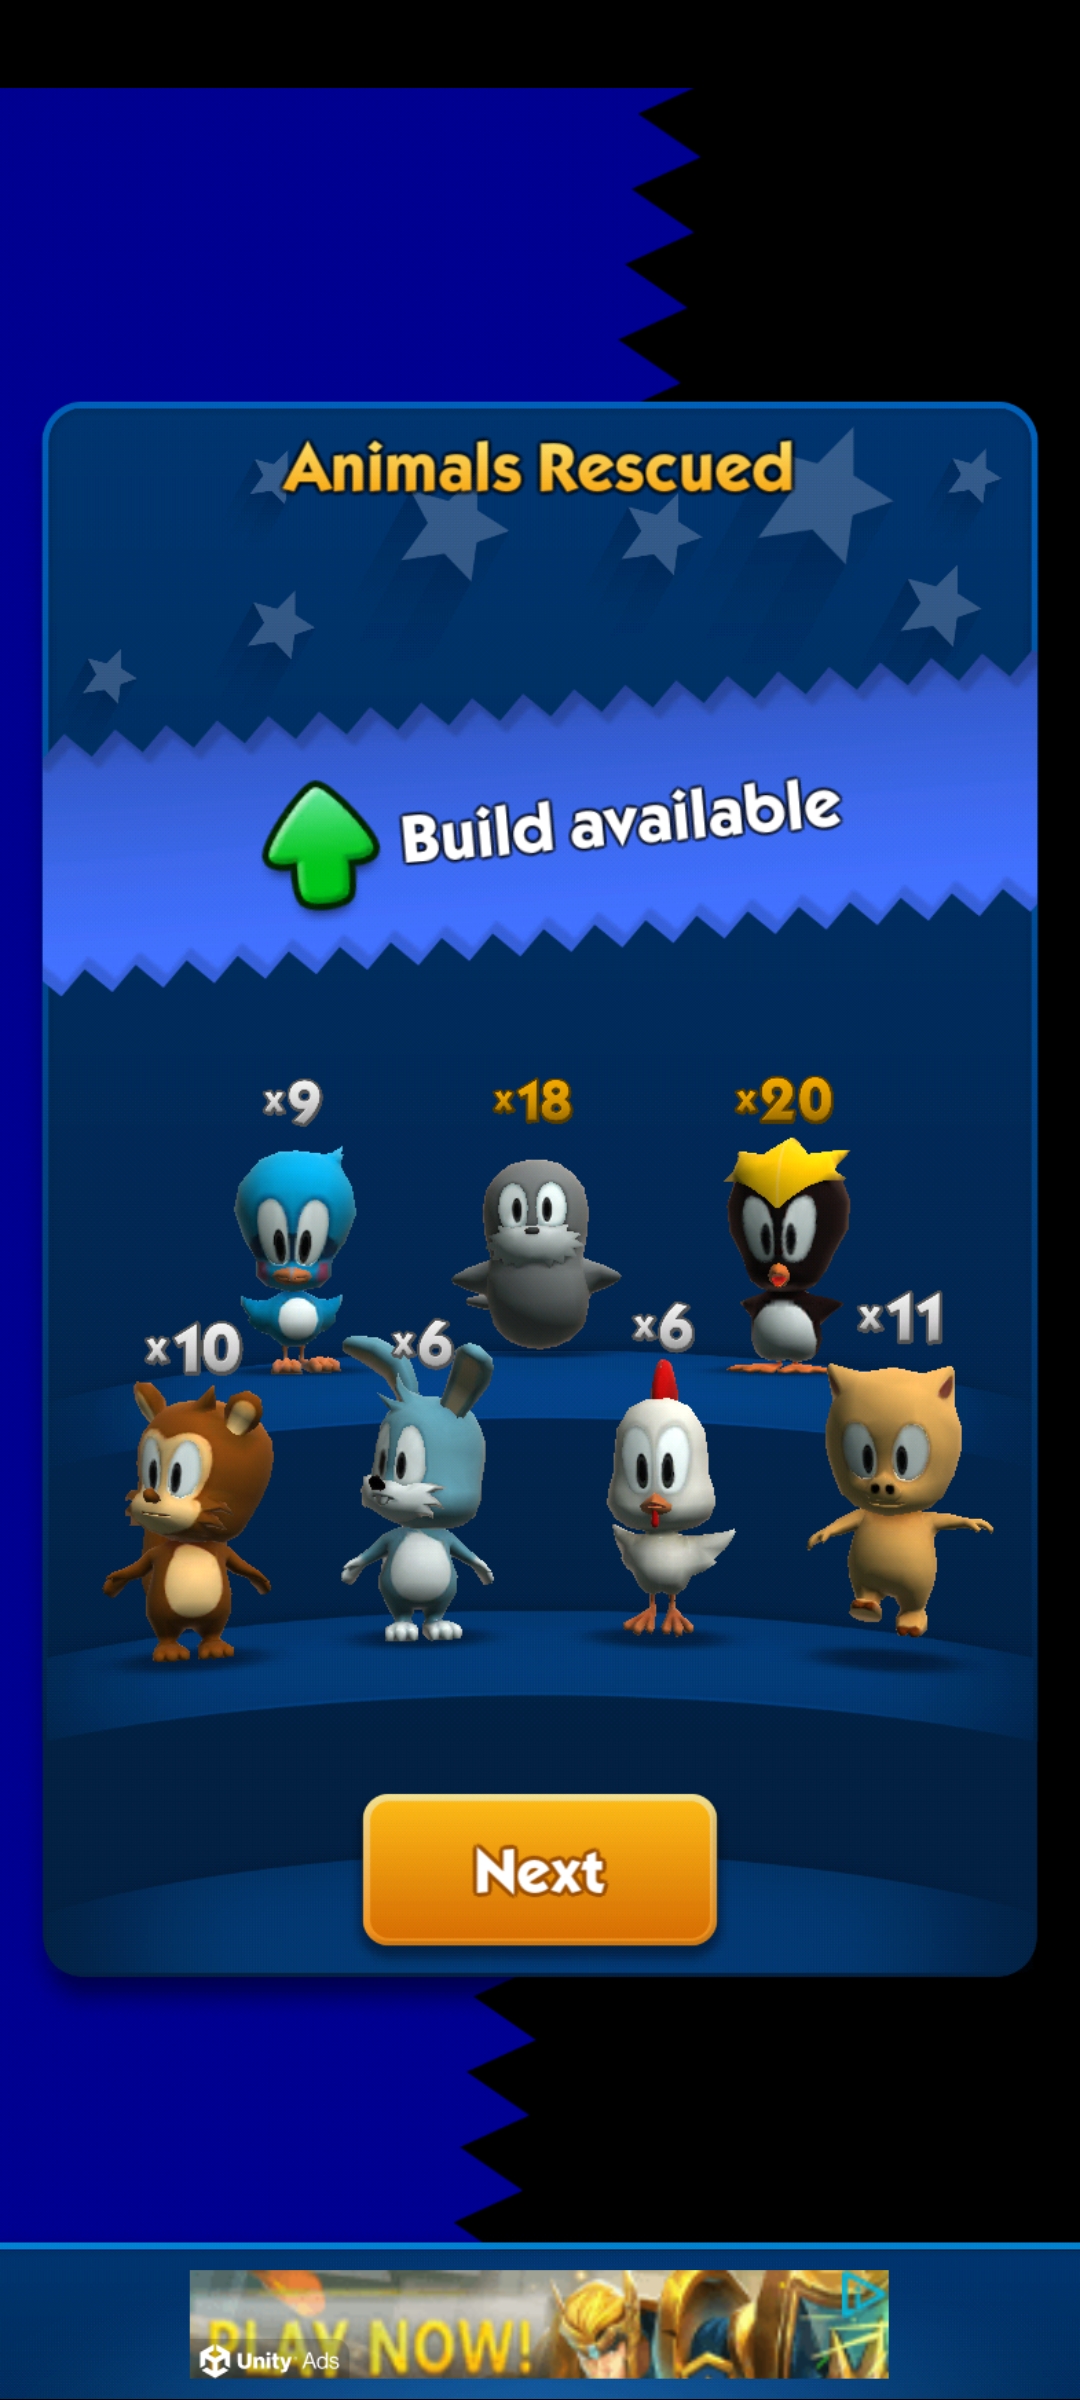 Animals Rescued
Build available
x9
x18
x20
x10
x6
x6
x11
Next
PLAY NOW!
Unity Ads